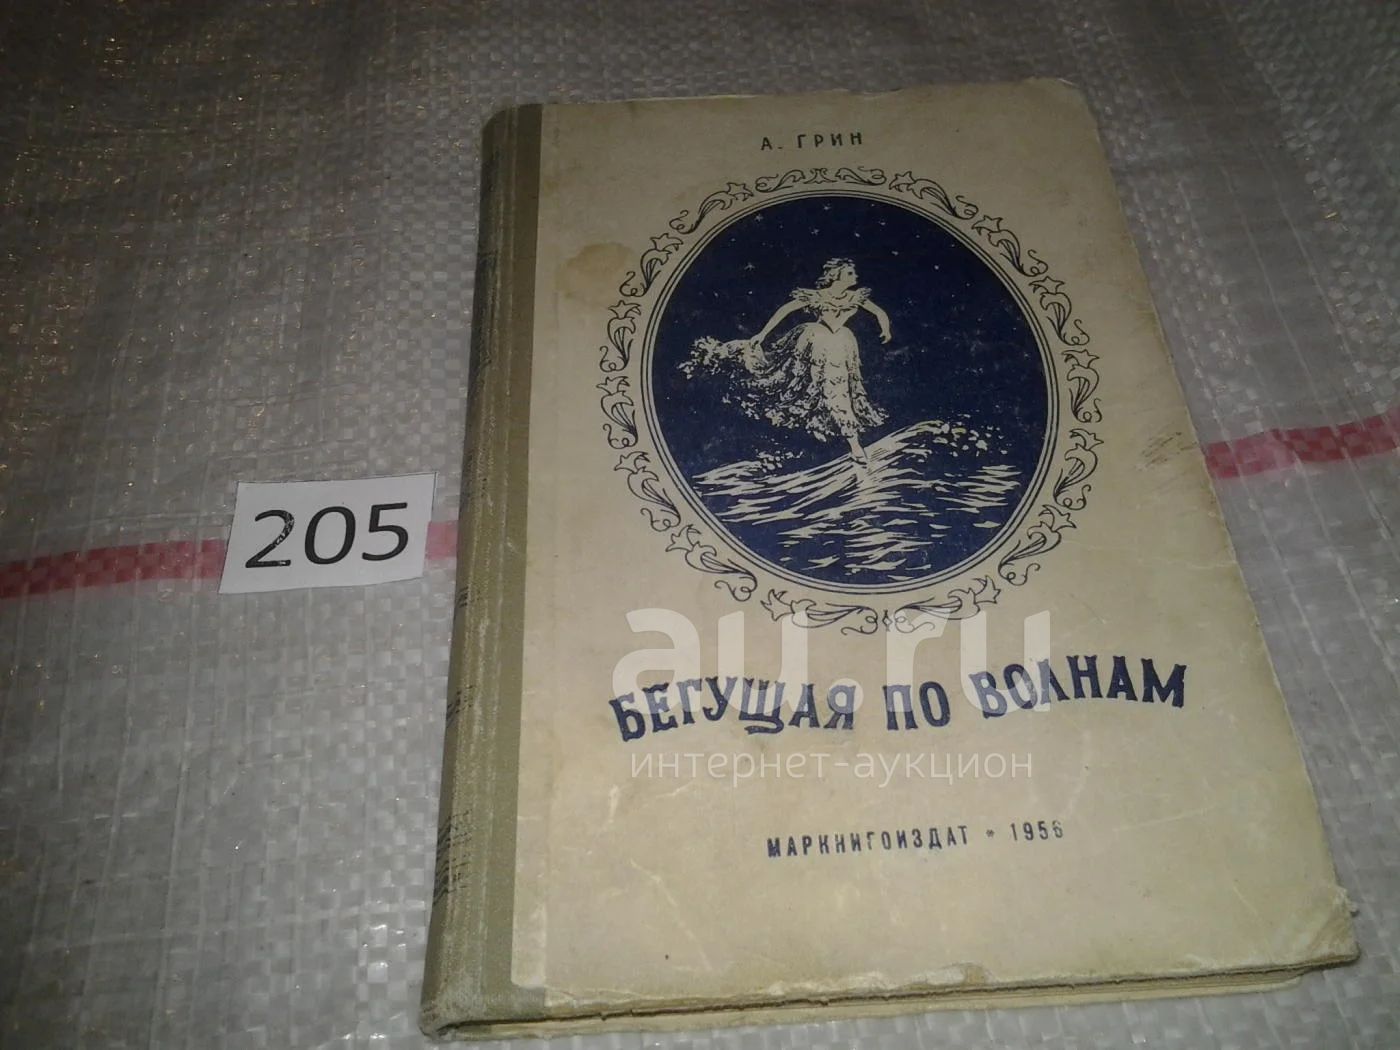 А. ГРИН
205
au.ru
БЕГУЩАЯ ПО ВОЛНАМ
интернет-аукцион
МАРКНИГОИЗДАТ * 1956